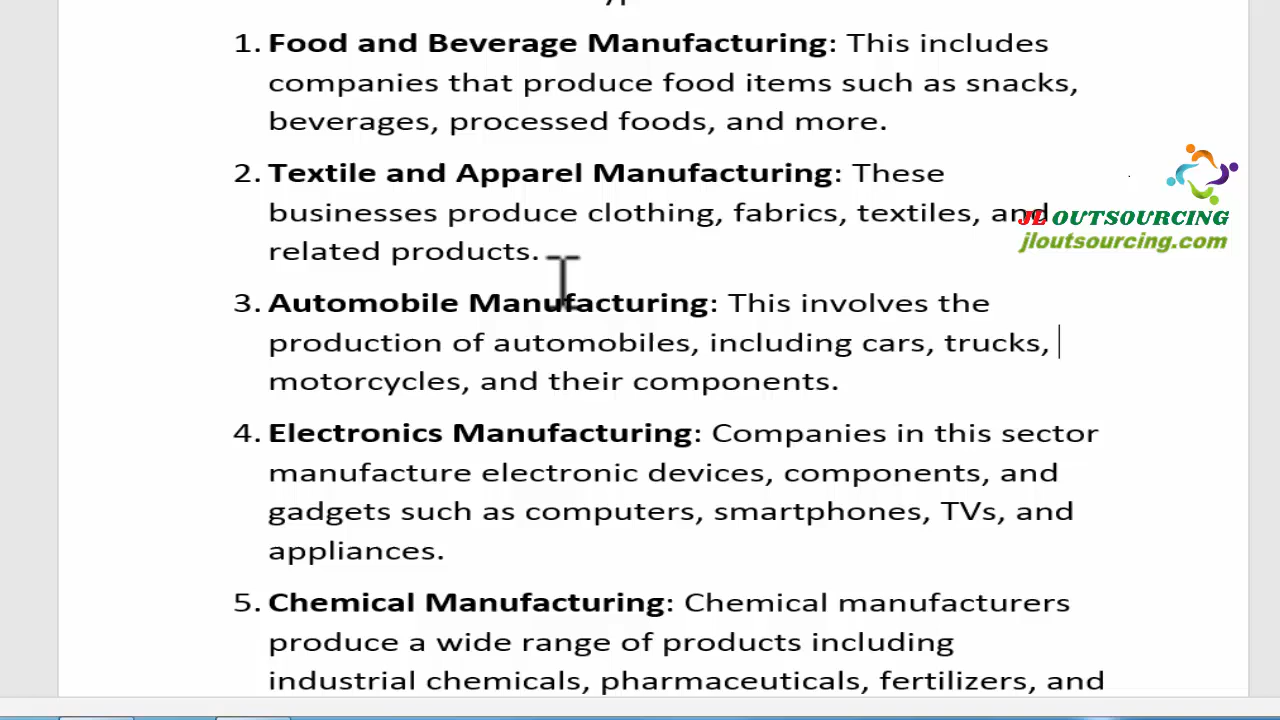 1. Food and Beverage Manufacturing: This includes
companies that produce food items such as snacks,
beverages, processed foods, and more.
2. Textile and Apparel Manufacturing: These
businesses produce clothing, fabrics, textiles, and
related products.
JL OUTSOURCING
jloutsourcing.com
3. Automobile Manufacturing: This involves the
production of automobiles, including cars, trucks,
motorcycles, and their components.
4. Electronics Manufacturing: Companies in this sector
manufacture electronic devices, components, and
gadgets such as computers, smartphones, TVs, and
appliances.
5. Chemical Manufacturing: Chemical manufacturers
produce a wide range of products including
industrial chemicals, pharmaceuticals, fertilizers, and